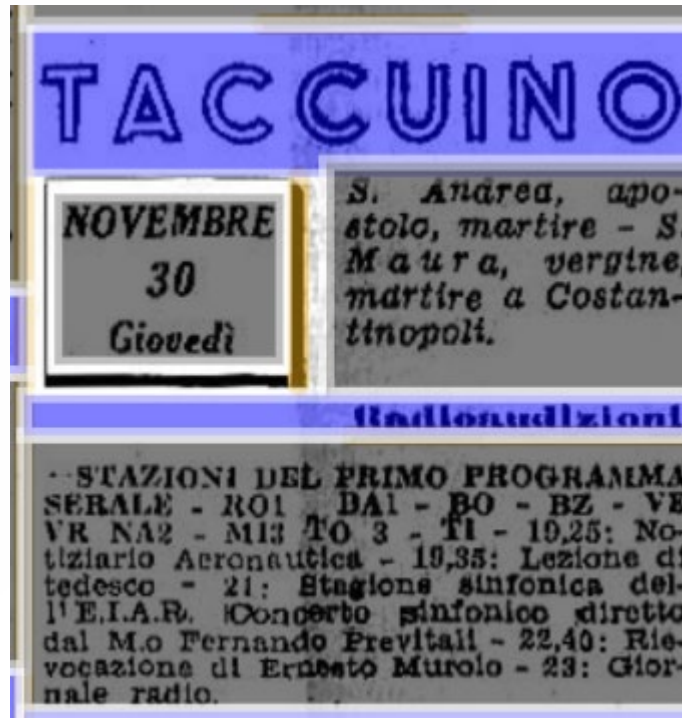 TACCUINO
NOVEMBRE
30
Giovedì
S. Andrea, apo-
stolo, martire - S.
Maura, vergine,
martire a Costan-
tinopoli.
Radioaudizioni
STAZIONI DEL PRIMO PROGRAMMA
SERALE - RO1 DA1 - BO - BZ - VE
VR NA2 - MI3 TO 3 - TI - 19,25: No-
tiziario Aeronautica - 19,35: Lezione di
tedesco - 21: Stagione sinfonica del-
l'E.I.A.R. Concerto sinfonico diretto
dal M.o Fernando Previtali - 22,40: Rie-
vocazione di Ernesto Murolo - 23: Gior-
nale radio.